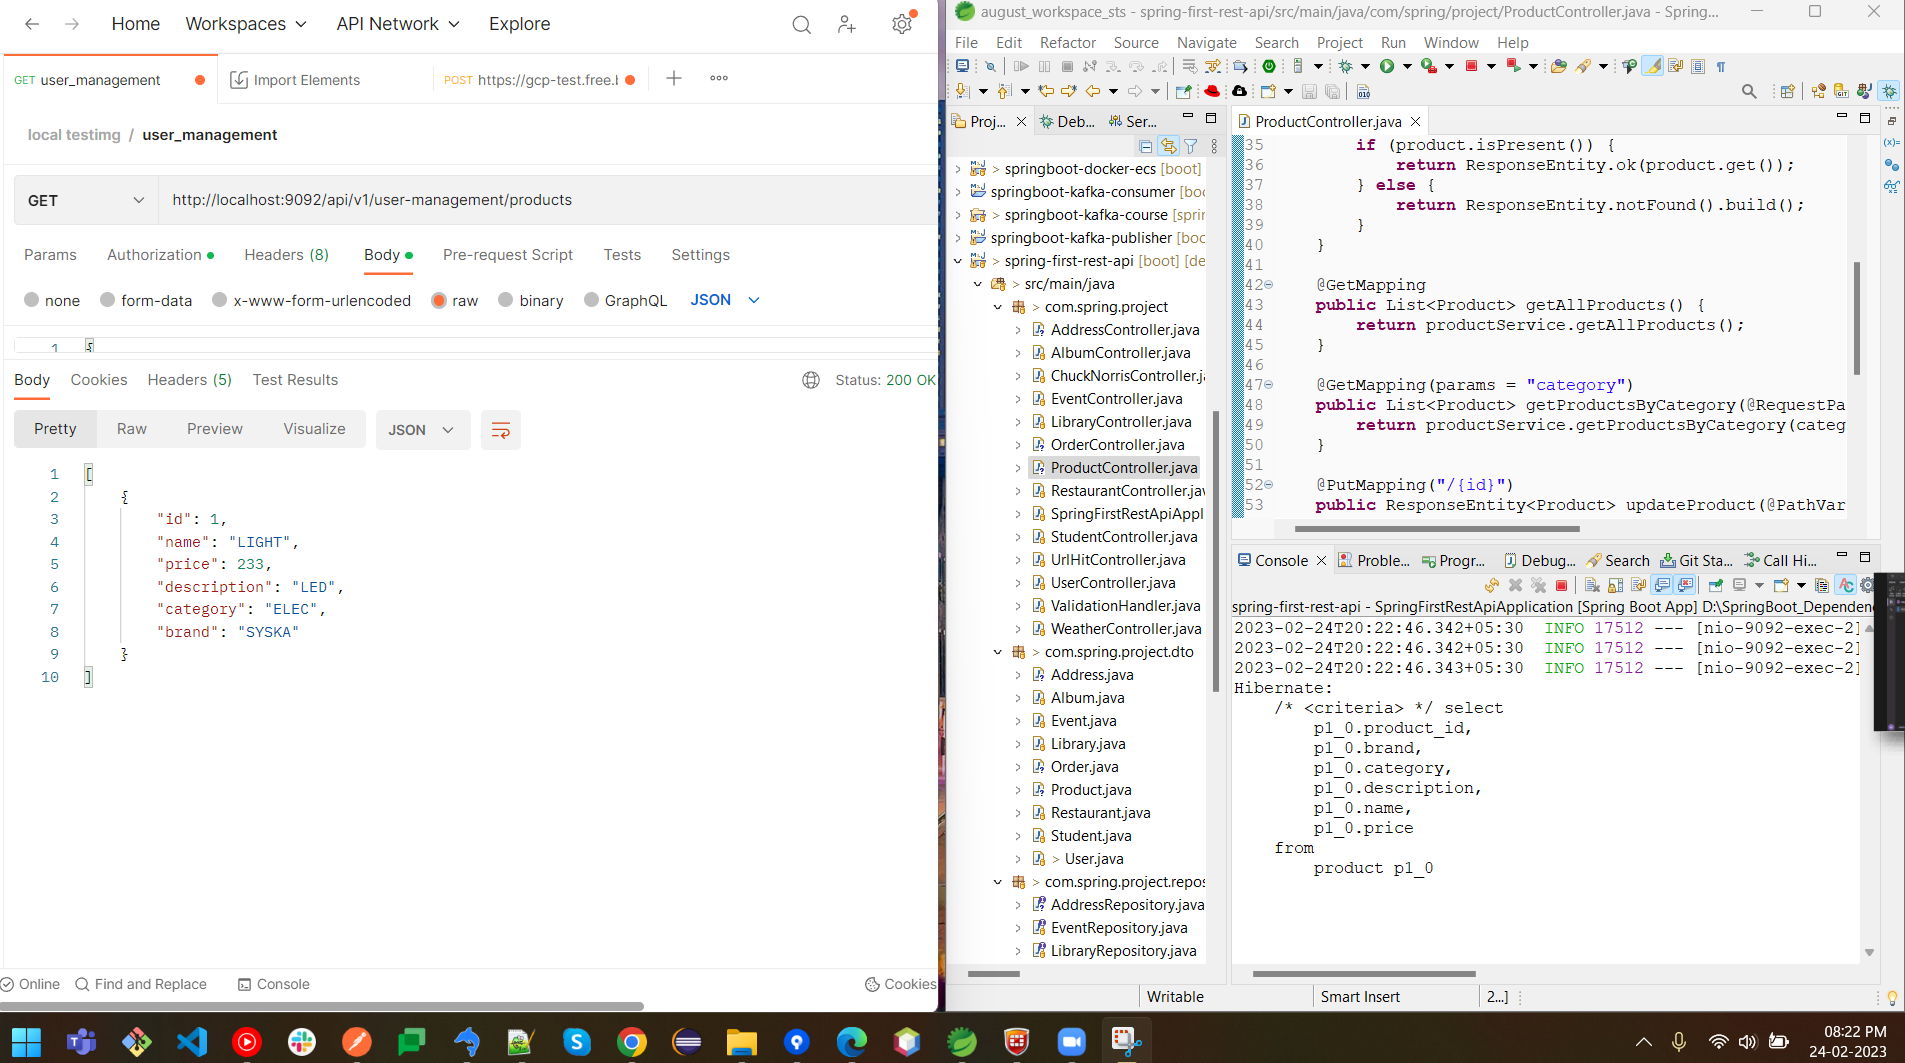 Home Workspaces API Network Explore
GET user_management Import Elements POST https://gcp-test.free.b
local testimg / user_management
GET http://localhost:9092/api/v1/user-management/products
Params Authorization Headers (8) Body Pre-request Script Tests Settings
none form-data x-www-form-urlencoded raw binary GraphQL JSON
1 {
Body Cookies Headers (5) Test Results Status: 200 OK
Pretty Raw Preview Visualize JSON
1 [
2 {
3 "id": 1,
4 "name": "LIGHT",
5 "price": 233,
6 "description": "LED",
7 "category": "ELEC",
8 "brand": "SYSKA"
9 }
10 ]
Online Find and Replace Console Cookies
august_workspace_sts - spring-first-rest-api/src/main/java/com/spring/project/ProductController.java - Spring...
File Edit Refactor Source Navigate Search Project Run Window Help
Proj... Deb... Ser...
> springboot-docker-ecs [boot]
springboot-kafka-consumer [boo
> springboot-kafka-course [sprin
springboot-kafka-publisher [boo
> spring-first-rest-api [boot] [de
> src/main/java
> com.spring.project
AddressController.java
AlbumController.java
ChuckNorrisController.ja
EventController.java
LibraryController.java
OrderController.java
ProductController.java
RestaurantController.jav
SpringFirstRestApiAppl
StudentController.java
UrlHitController.java
UserController.java
ValidationHandler.java
WeatherController.java
> com.spring.project.dto
Address.java
Album.java
Event.java
Library.java
Order.java
Product.java
Restaurant.java
Student.java
> User.java
> com.spring.project.repos
AddressRepository.java
EventRepository.java
LibraryRepository.java
ProductController.java
35 if (product.isPresent()) {
36 return ResponseEntity.ok(product.get());
37 } else {
38 return ResponseEntity.notFound().build();
39 }
40 }
41
42 @GetMapping
43 public List<Product> getAllProducts() {
44 return productService.getAllProducts();
45 }
46
47 @GetMapping(params = "category")
48 public List<Product> getProductsByCategory(@RequestPa
49 return productService.getProductsByCategory(categ
50 }
51
52 @PutMapping("/{id}")
53 public ResponseEntity<Product> updateProduct(@PathVar
Console Proble... Progr... Debug... Search Git Sta... Call Hi...
spring-first-rest-api - SpringFirstRestApiApplication [Spring Boot App] D:\SpringBoot_Dependenc
2023-02-24T20:22:46.342+05:30 INFO 17512 --- [nio-9092-exec-2]
2023-02-24T20:22:46.342+05:30 INFO 17512 --- [nio-9092-exec-2]
2023-02-24T20:22:46.343+05:30 INFO 17512 --- [nio-9092-exec-2]
Hibernate:
/* <criteria> */ select
p1_0.product_id,
p1_0.brand,
p1_0.category,
p1_0.description,
p1_0.name,
p1_0.price
from
product p1_0
Writable Smart Insert 2...]
08:22 PM
24-02-2023